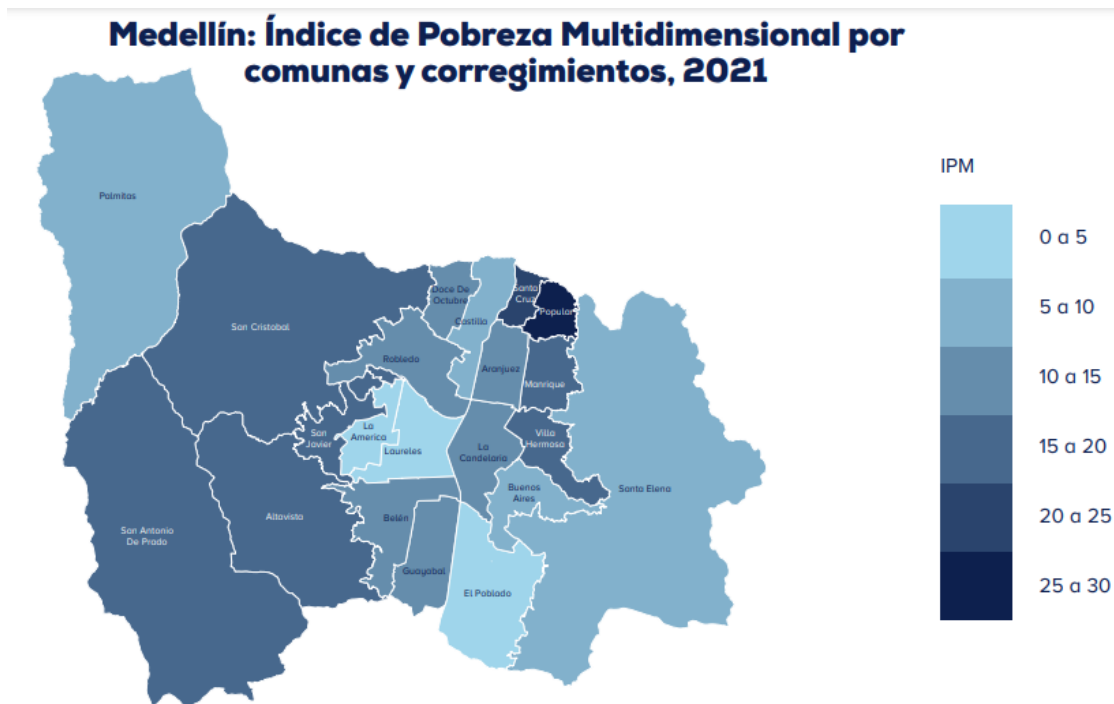 Medellín: Índice de Pobreza Multidimensional por
comunas y corregimientos, 2021
IPM
0 a 5
5 a 10
10 a 15
15 a 20
20 a 25
25 a 30
Palmitas
San Cristobal
Doce De
Octubre
Castilla
Santa
Cruz
Popular
Robledo
Aranjuez
Manrique
La
America
San
Javier
Laureles
La
Candelaria
Villa
Hermosa
Buenos
Aires
Santa Elena
San Antonio
De Prado
Altavista
Belén
Guayabal
El Poblado